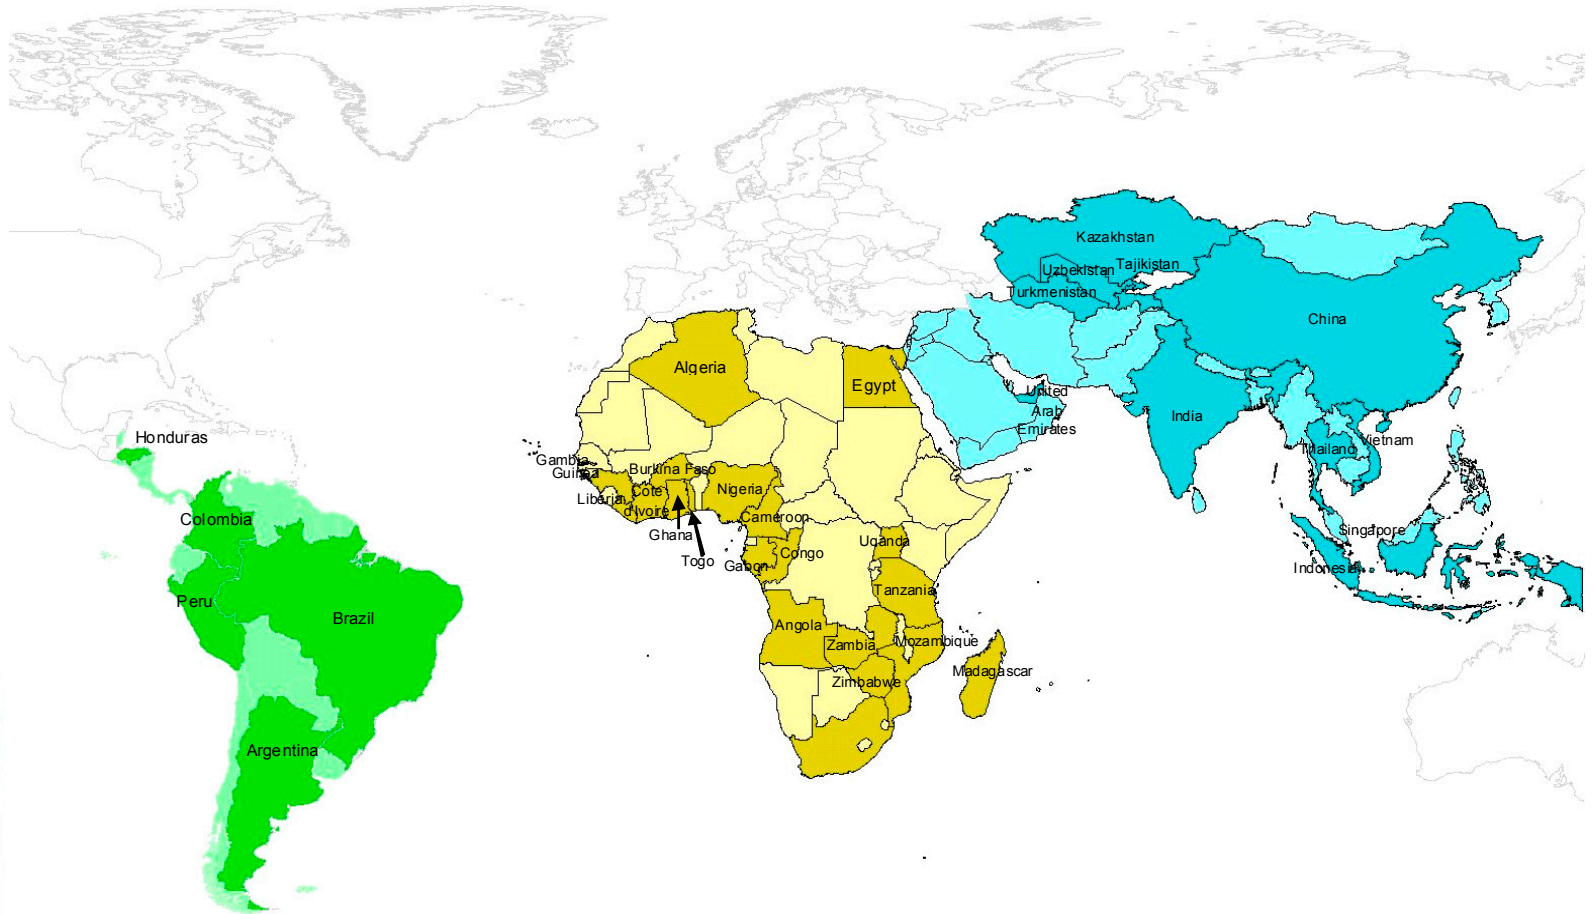 Kazakhstan
Uzbekistan
Tajikistan
Turkmenistan
China
India
United
Arab
Emirates
Vietnam
Thailand
Singapore
Indonesia
Algeria
Egypt
Gambia
Guinea
Burkina Faso
Liberia
Cote
d'Ivoire
Nigeria
Ghana
Togo
Cameroon
Gabon
Congo
Uganda
Tanzania
Angola
Zambia
Mozambique
Zimbabwe
Madagascar
Honduras
Colombia
Peru
Brazil
Argentina